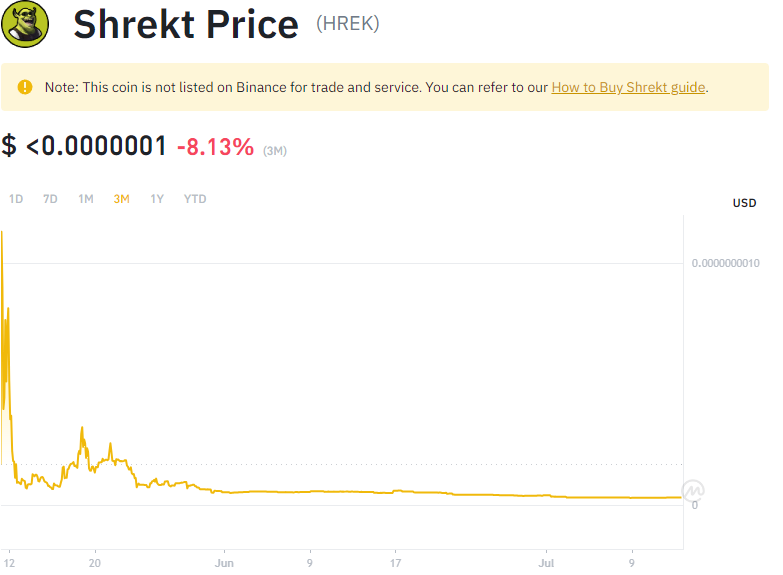 Shrekt Price (HREK)
Note: This coin is not listed on Binance for trade and service. You can refer to our How to Buy Shrekt guide.
$ <0.0000001 -8.13% (3M)
1D 7D 1M 3M 1Y YTD
USD
0.0000000010
0
12 20 Jun 9 17 Jul 9